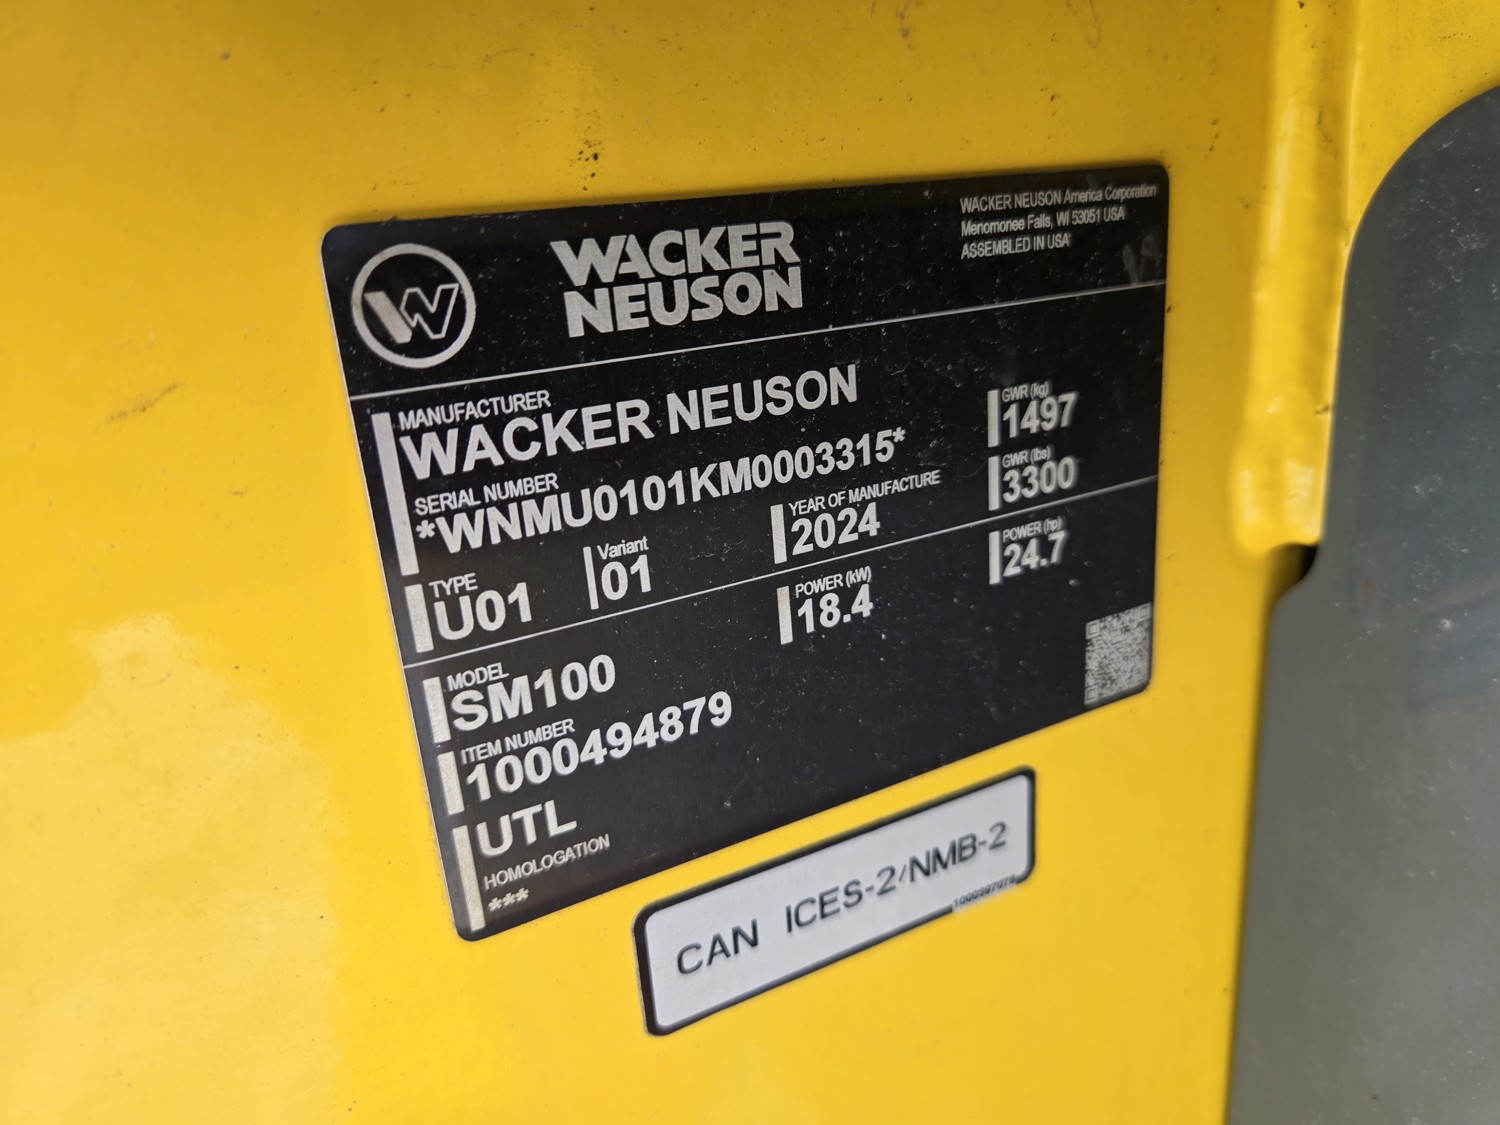 WACKER
NEUSON
WACKER NEUSON America Corporation
Menomonee Falls, WI 53051 USA
ASSEMBLED IN USA
MANUFACTURER
WACKER NEUSON
SERIAL NUMBER
*WNMU0101KM0003315*
GWR (kg)
1497
GWR (lbs)
3300
TYPE
U01
Variant
01
YEAR OF MANUFACTURE
2024
POWER (kW)
18.4
POWER (hp)
24.7
MODEL
SM100
ITEM NUMBER
1000494879
UTL
HOMOLOGATION
***
CAN ICES-2/NMB-2